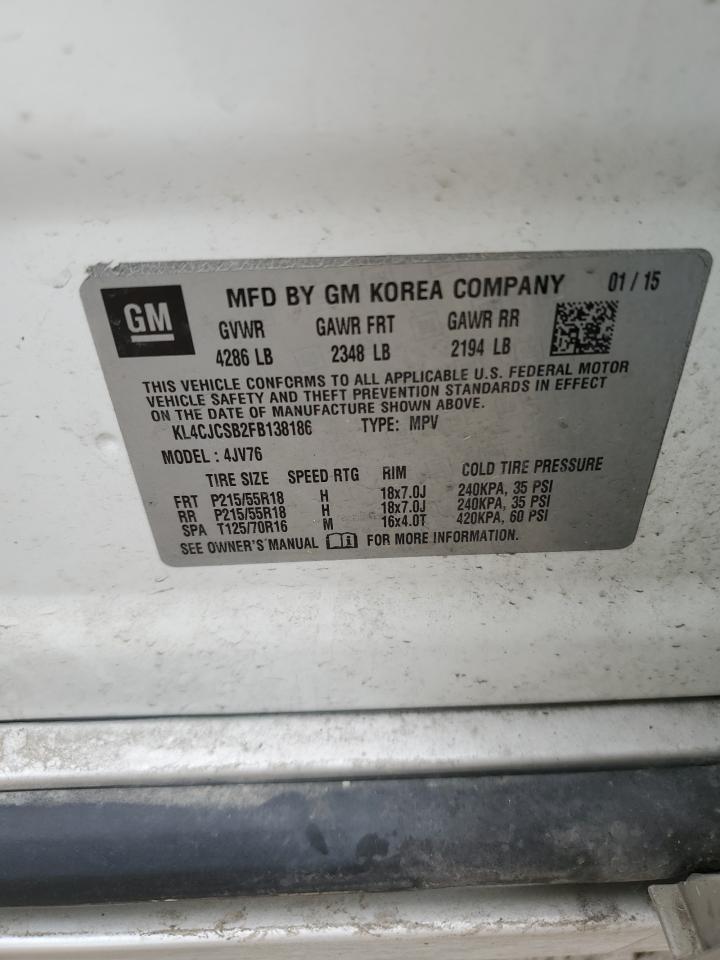 GM
MFD BY GM KOREA COMPANY 01 / 15
GVWR GAWR FRT GAWR RR
4286 LB 2348 LB 2194 LB
THIS VEHICLE CONFORMS TO ALL APPLICABLE U.S. FEDERAL MOTOR
VEHICLE SAFETY AND THEFT PREVENTION STANDARDS IN EFFECT
ON THE DATE OF MANUFACTURE SHOWN ABOVE.
KL4CJCSB2FB138186 TYPE: MPV
MODEL : 4JV76
TIRE SIZE SPEED RTG RIM COLD TIRE PRESSURE
FRT P215/55R18 H 18x7.0J 240KPA, 35 PSI
RR P215/55R18 H 18x7.0J 240KPA, 35 PSI
SPA T125/70R16 M 16x4.0T 420KPA, 60 PSI
SEE OWNER'S MANUAL FOR MORE INFORMATION.